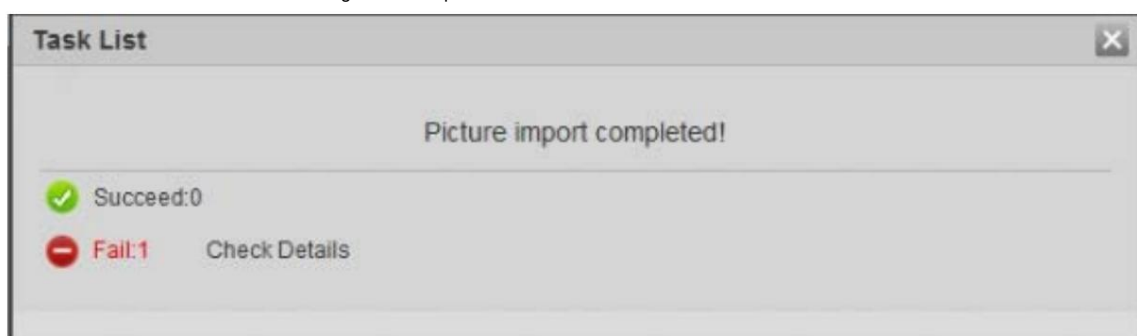 Task List
Picture import completed!
Succeed:0
Fail:1 Check Details